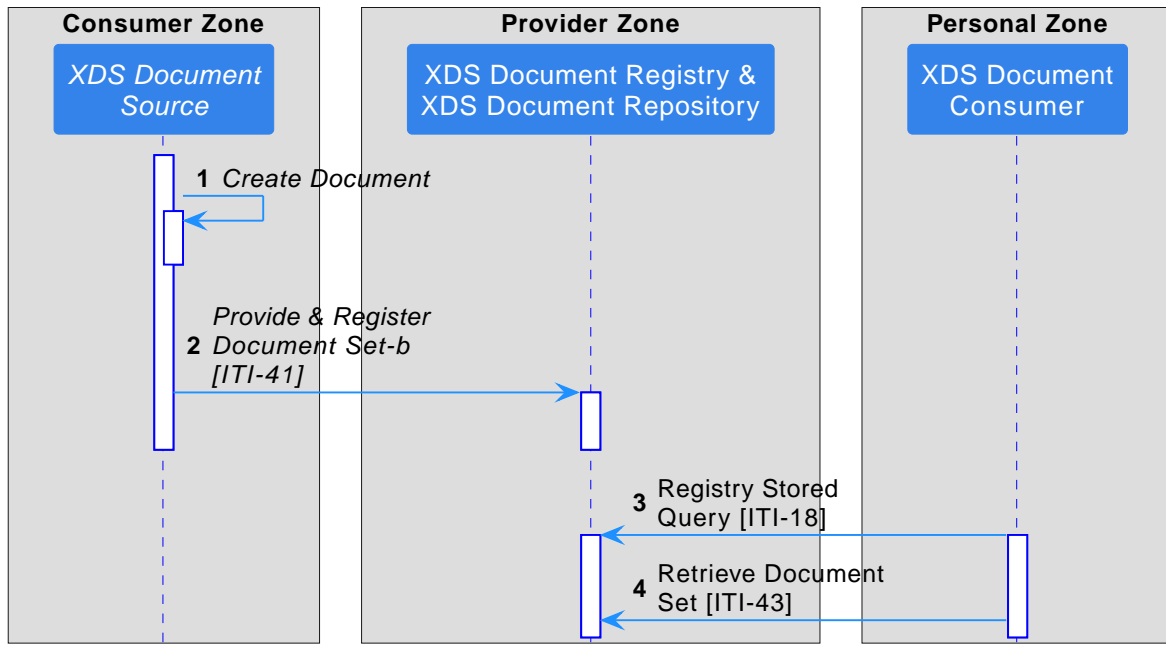 Consumer Zone
Provider Zone
Personal Zone
XDS Document
Source
XDS Document Registry &
XDS Document Repository
XDS Document
Consumer
1 Create Document
Provide & Register
2 Document Set-b
[ITI-41]
Registry Stored
3 Query [ITI-18]
Retrieve Document
4 Set [ITI-43]